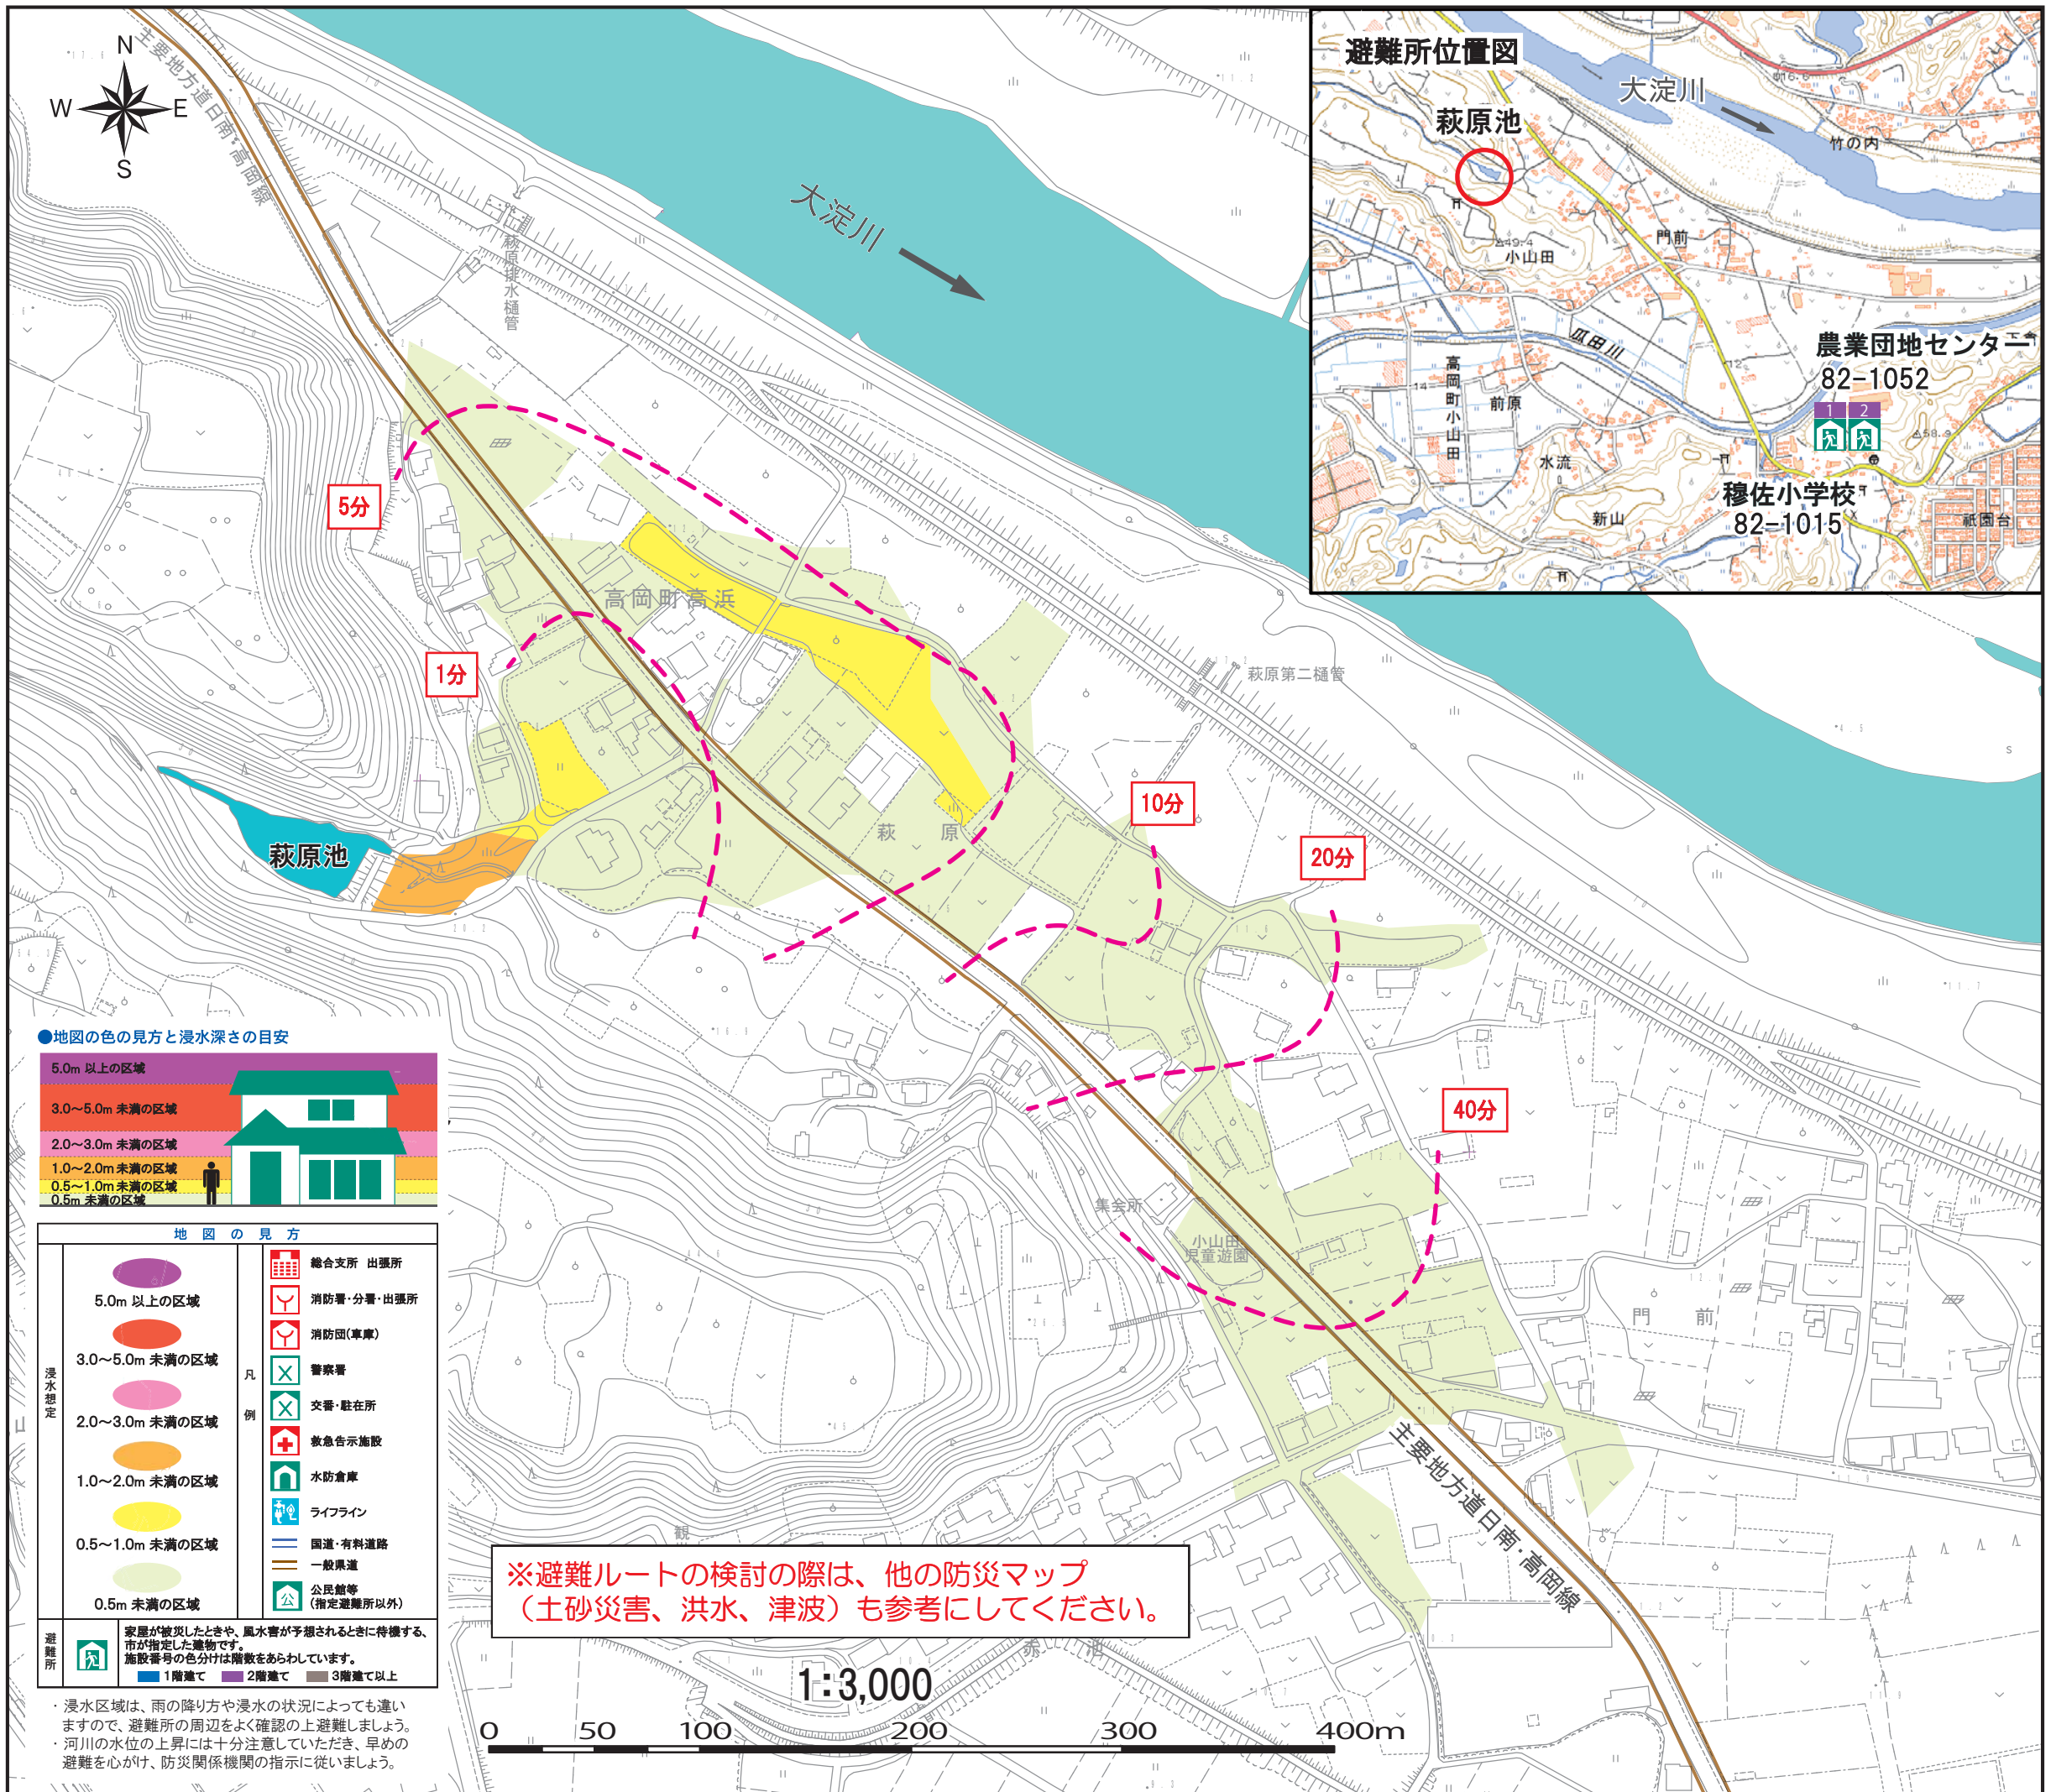 N
W
E
S
主要地方道日南・高岡線
萩原排水樋管
大淀川
避難所位置図
大淀川
萩原池
竹の内
門前
49.4
小山田
瓜田川
農業団地センター
82-1052
1 2
高岡町小山田
前原
水流
新山
穆佐小学校
82-1015
祇園台
5分
高岡町高浜
1分
萩原第二樋管
10分
萩原
20分
萩原池
40分
集会所
小山田
児童遊園
門前
主要地方道日南・高岡線
●地図の色の見方と浸水深さの目安
5.0m 以上の区域
3.0～5.0m 未満の区域
2.0～3.0m 未満の区域
1.0～2.0m 未満の区域
0.5～1.0m 未満の区域
0.5m 未満の区域
地図の見方
浸水想定
5.0m 以上の区域
3.0～5.0m 未満の区域
2.0～3.0m 未満の区域
1.0～2.0m 未満の区域
0.5～1.0m 未満の区域
0.5m 未満の区域
凡例
総合支所 出張所
消防署・分署・出張所
消防団(車庫)
警察署
交番・駐在所
救急告示施設
水防倉庫
ライフライン
国道・有料道路
一般県道
公
公民館等
(指定避難所以外)
避難所
家屋が被災したときや、風水害が予想されるときに待機する、
市が指定した建物です。
施設番号の色分けは階数をあらわしています。
1階建て 2階建て 3階建て以上
・浸水区域は、雨の降り方や浸水の状況によっても違い
ますので、避難所の周辺をよく確認の上避難しましょう。
・河川の水位の上昇には十分注意していただき、早めの
避難を心がけ、防災関係機関の指示に従いましょう。
観
※避難ルートの検討の際は、他の防災マップ
（土砂災害、洪水、津波）も参考にしてください。
赤池
1:3,000
0 50 100 200 300 400m